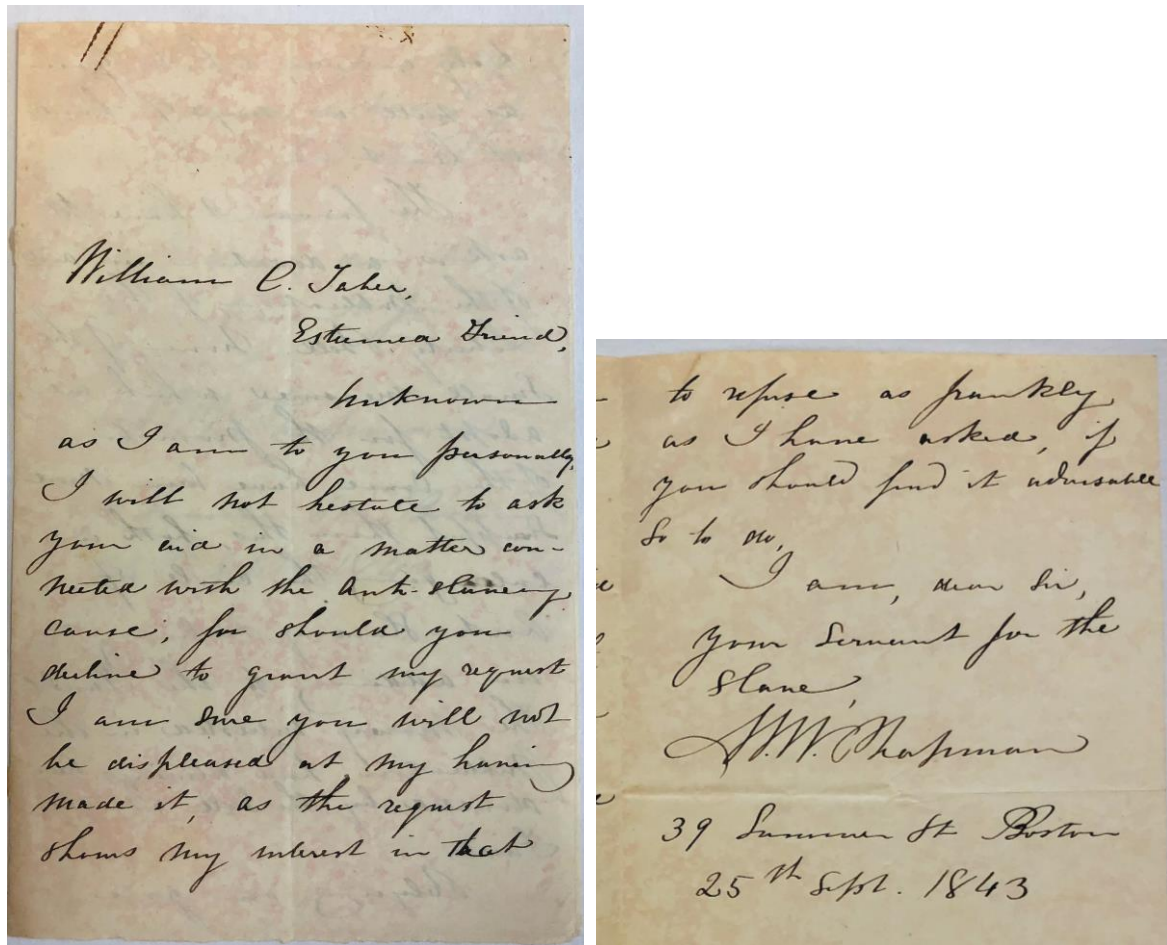 William C. Taber,
Esteemed Friend,
Unknown
as I am to you personally,
I will not hesitate to ask
your aid in a matter con-
nected with the Anti-Slavery
cause, for should you
decline to grant my request
I am sure you will not
be displeased at my having
made it, as the request
shows my interest in that
to refuse as frankly
as I have asked, if
you should find it advisable
so to do,
I am, dear Sir,
your Servant for the
Slave,
H. W. Chapman
39 Summer St Boston
25th Sept. 1843